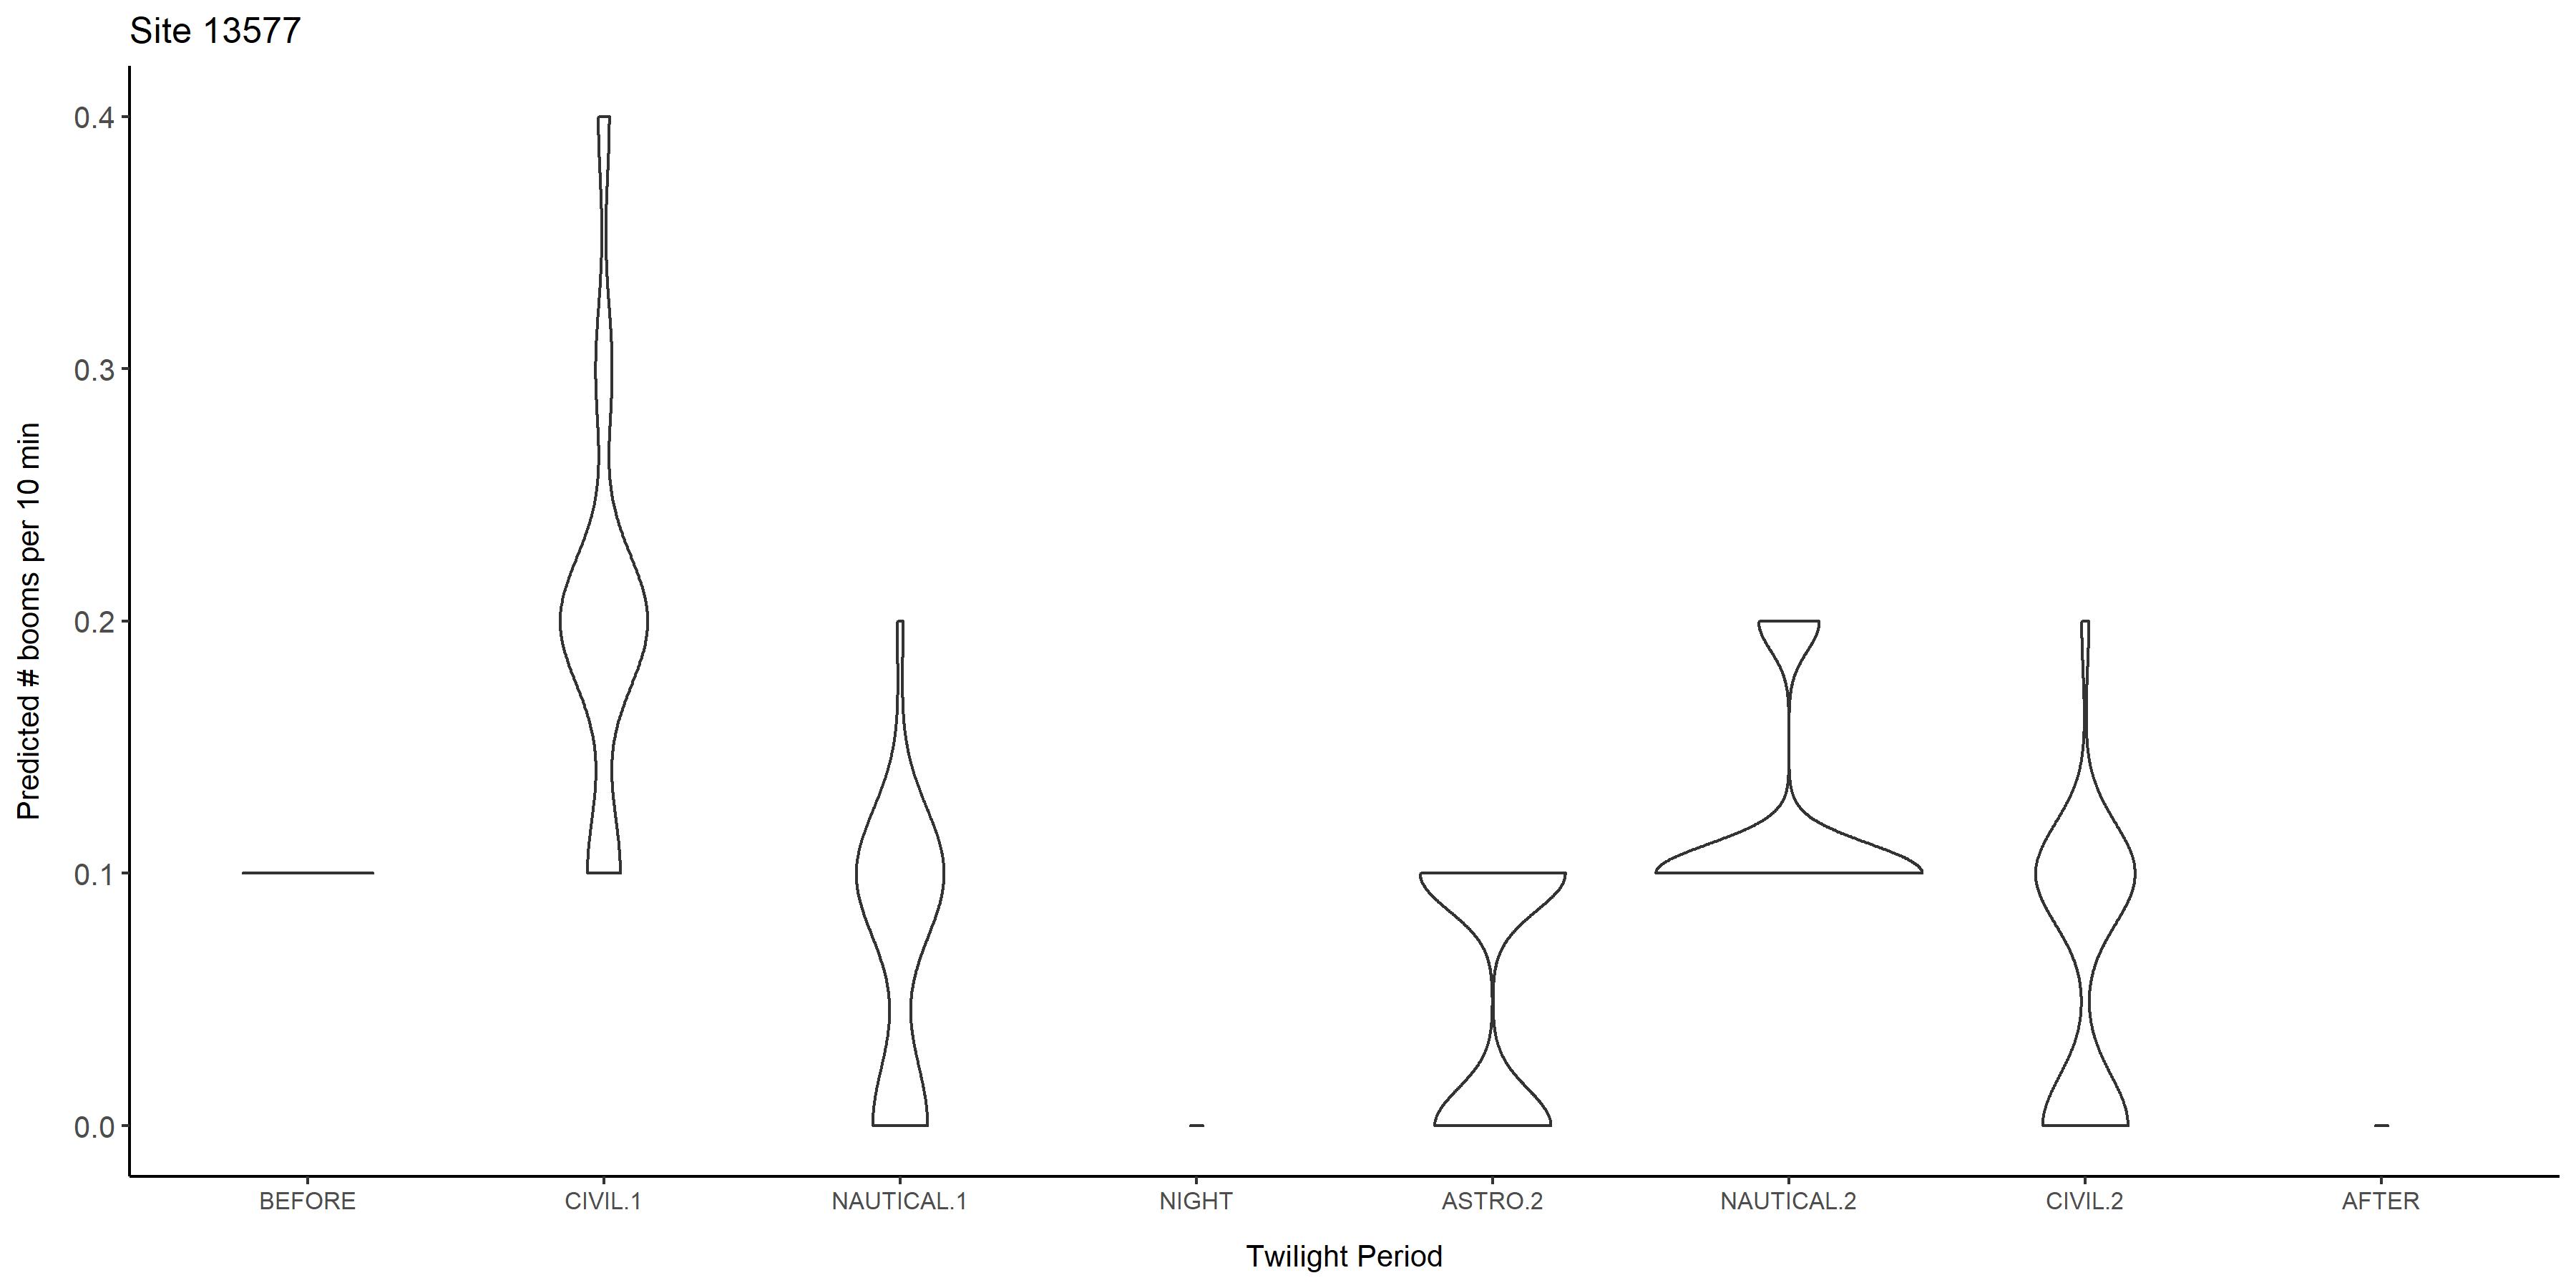 Site 13577
0.4
0.3
0.2
0.1
0.0
Predicted # booms per 10 min
BEFORE CIVIL.1 NAUTICAL.1 NIGHT ASTRO.2 NAUTICAL.2 CIVIL.2 AFTER
Twilight Period